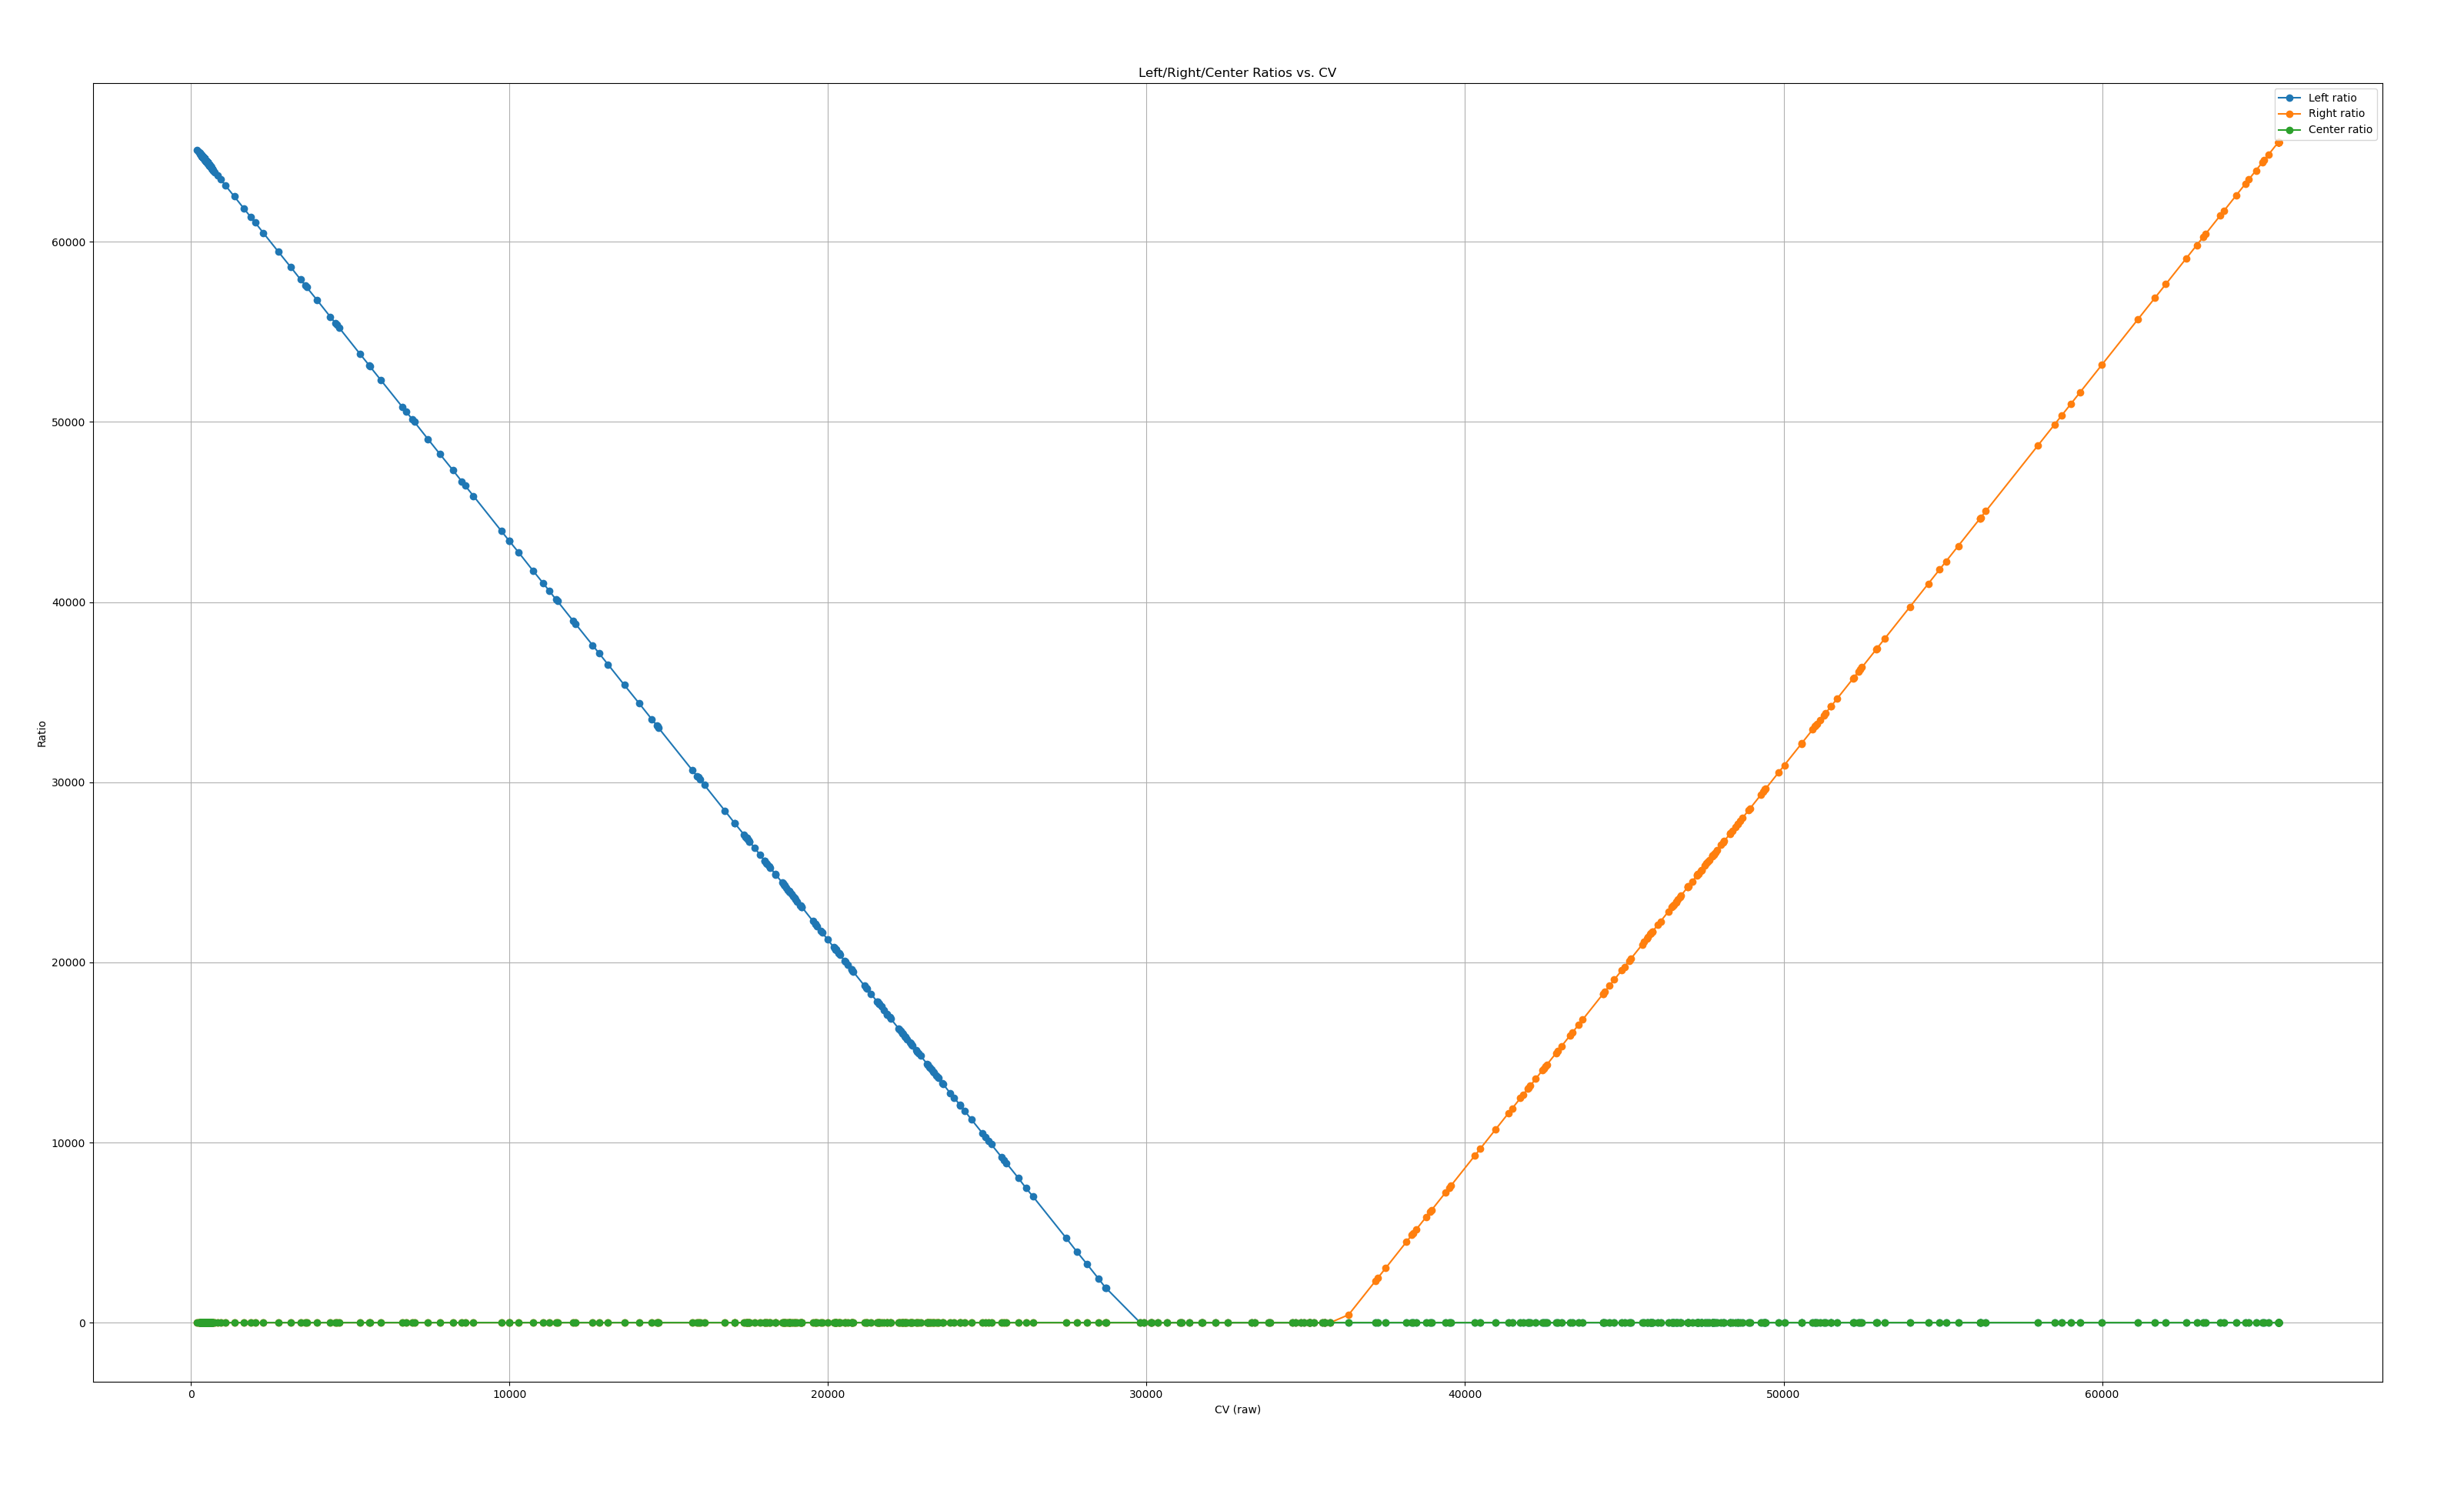 Left/Right/Center Ratios vs. CV
Left ratio
Right ratio
Center ratio
60000
50000
40000
30000
20000
10000
0
Ratio
0 10000 20000 30000 40000 50000 60000
CV (raw)